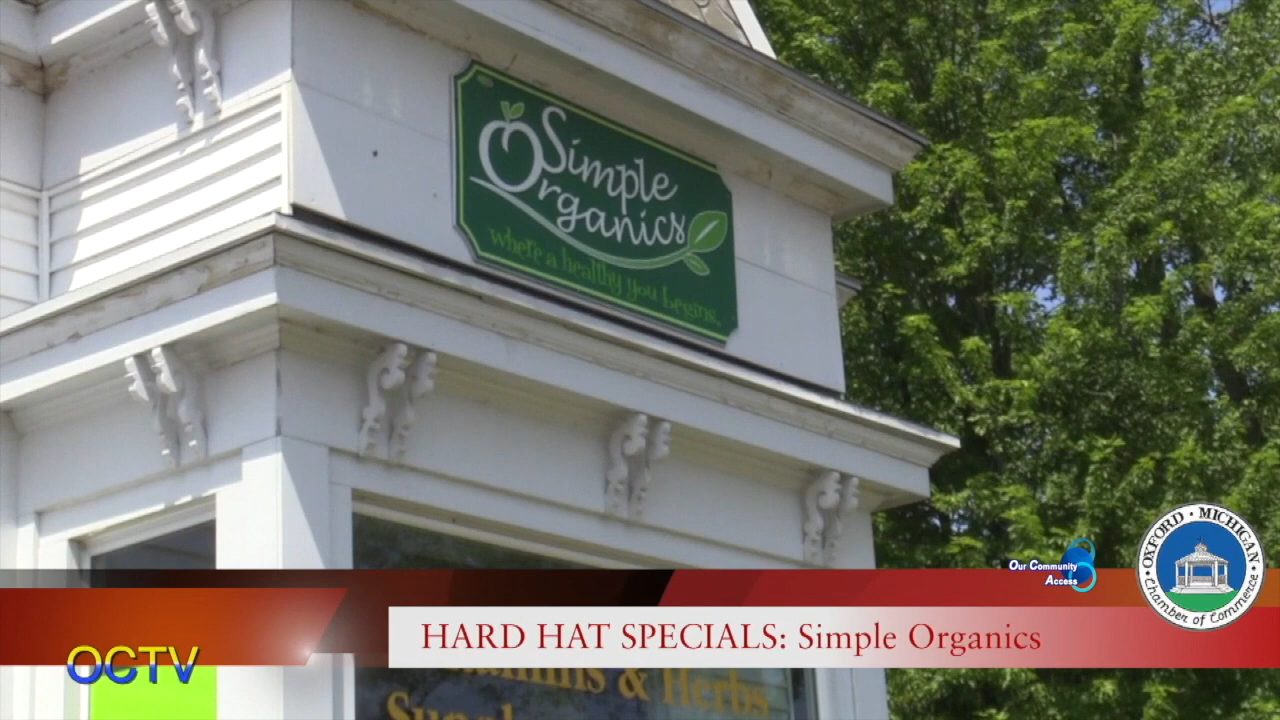 Simple
Organics
where a healthy you begins.
Our Community
Access
OXFORD • MICHIGAN
Chamber of Commerce
HARD HAT SPECIALS: Simple Organics
OCTV
& Herbs